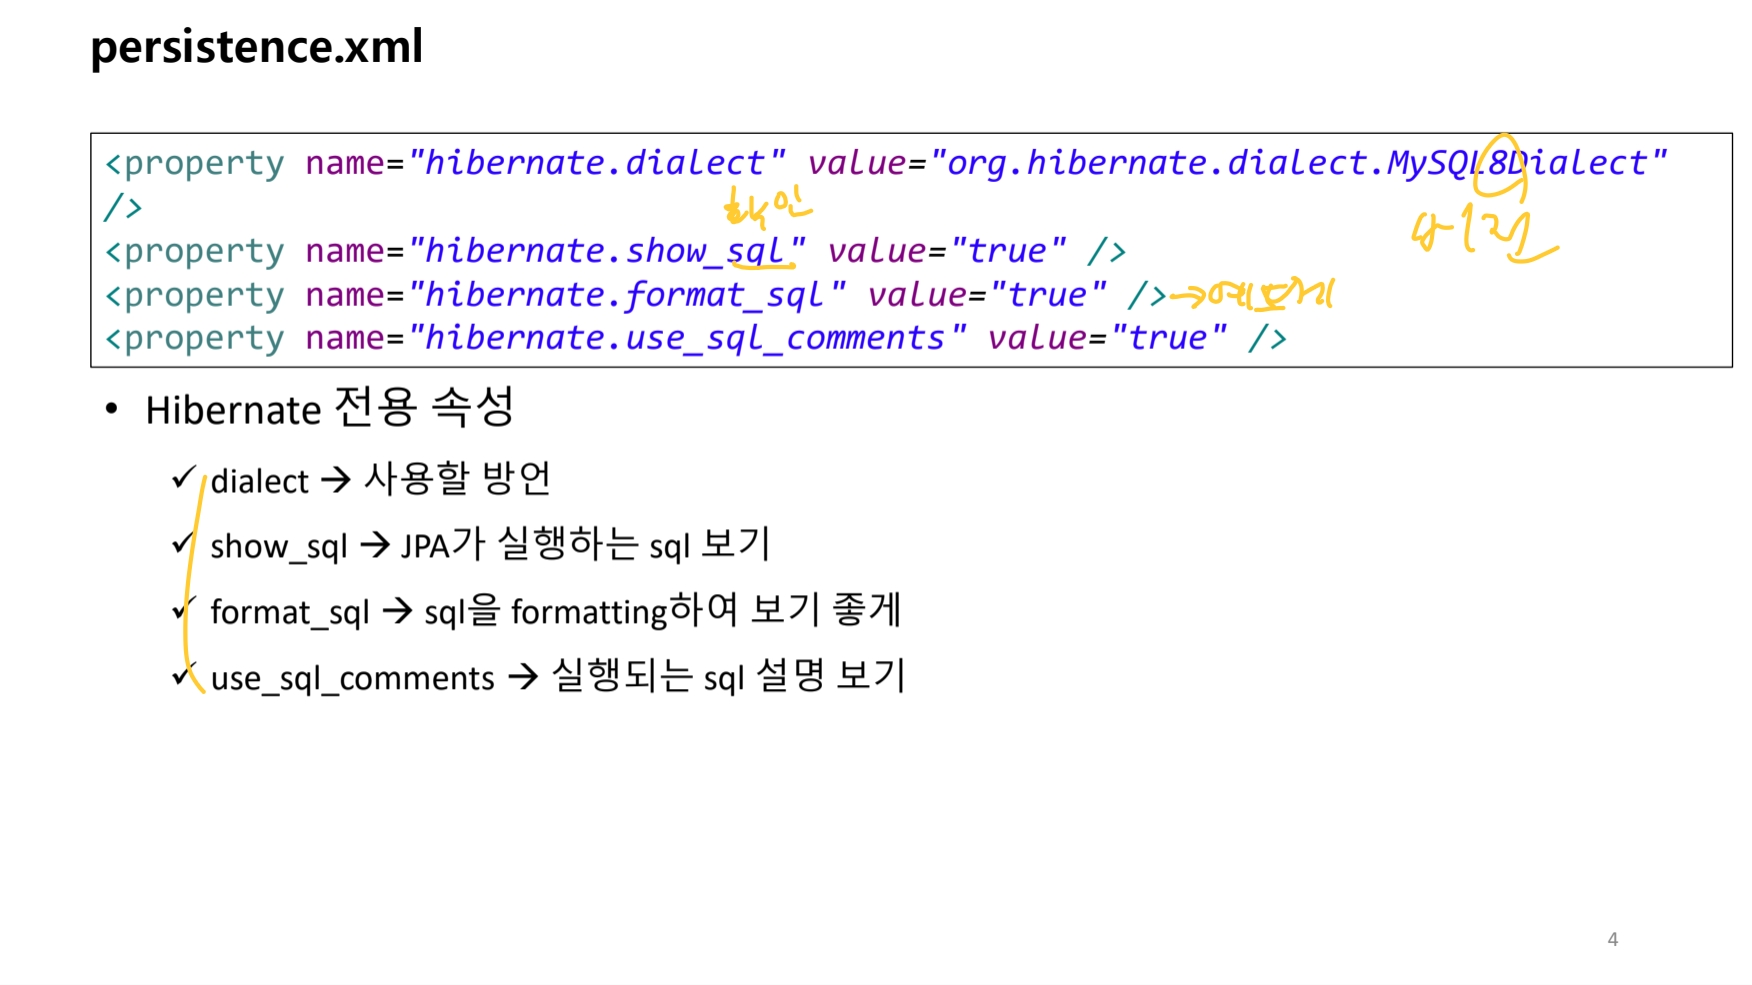 persistence.xml
<property name="hibernate.dialect" value="org.hibernate.dialect.MySQL8Dialect"
/>
확인
버전
<property name="hibernate.show_sql" value="true" />
<property name="hibernate.format_sql" value="true" /> →예쁘게
<property name="hibernate.use_sql_comments" value="true" />
• Hibernate 전용 속성
✓ dialect → 사용할 방언
✓ show_sql → JPA가 실행하는 sql 보기
✓ format_sql → sql을 formatting하여 보기 좋게
✓ use_sql_comments → 실행되는 sql 설명 보기
4